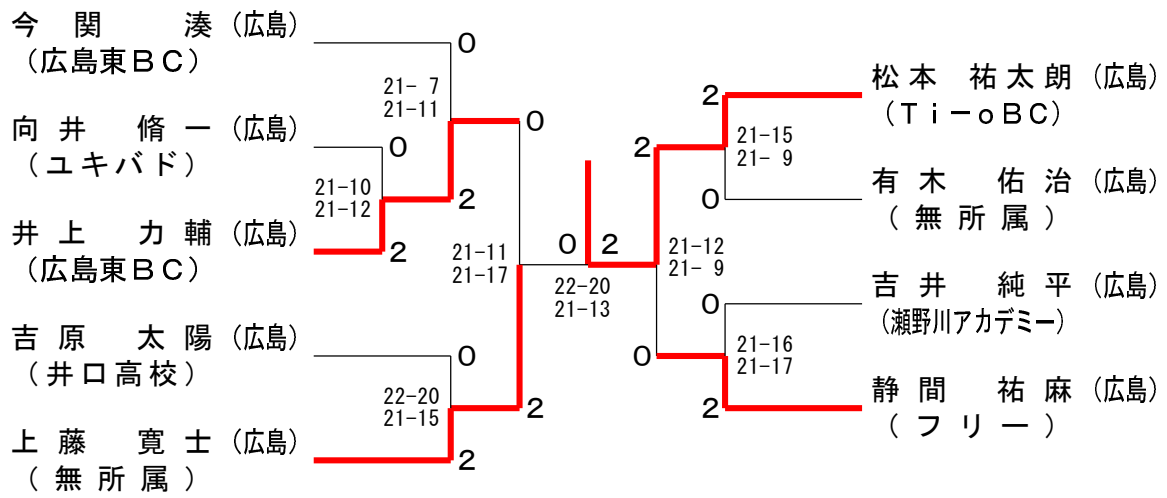 今関 湊 (広島)
(広島東BC)
向井 脩一 (広島)
(ユキバド)
井上 力輔 (広島)
(広島東BC)
吉原 太陽 (広島)
(井口高校)
上藤 寛士 (広島)
(無所属)
0
21- 7
21-11
0
21-10
21-12
2
2
0
21-11
21-17
0
22-20
21-15
2
2
0 2
22-20
21-13
2
21-12
21- 9
0
2
21-15
21- 9
0
0
21-16
21-17
2
松本 祐太朗 (広島)
(Ti-oBC)
有木 佑治 (広島)
(無所属)
吉井 純平 (広島)
(瀬野川アカデミー)
静間 祐麻 (広島)
(フリー)